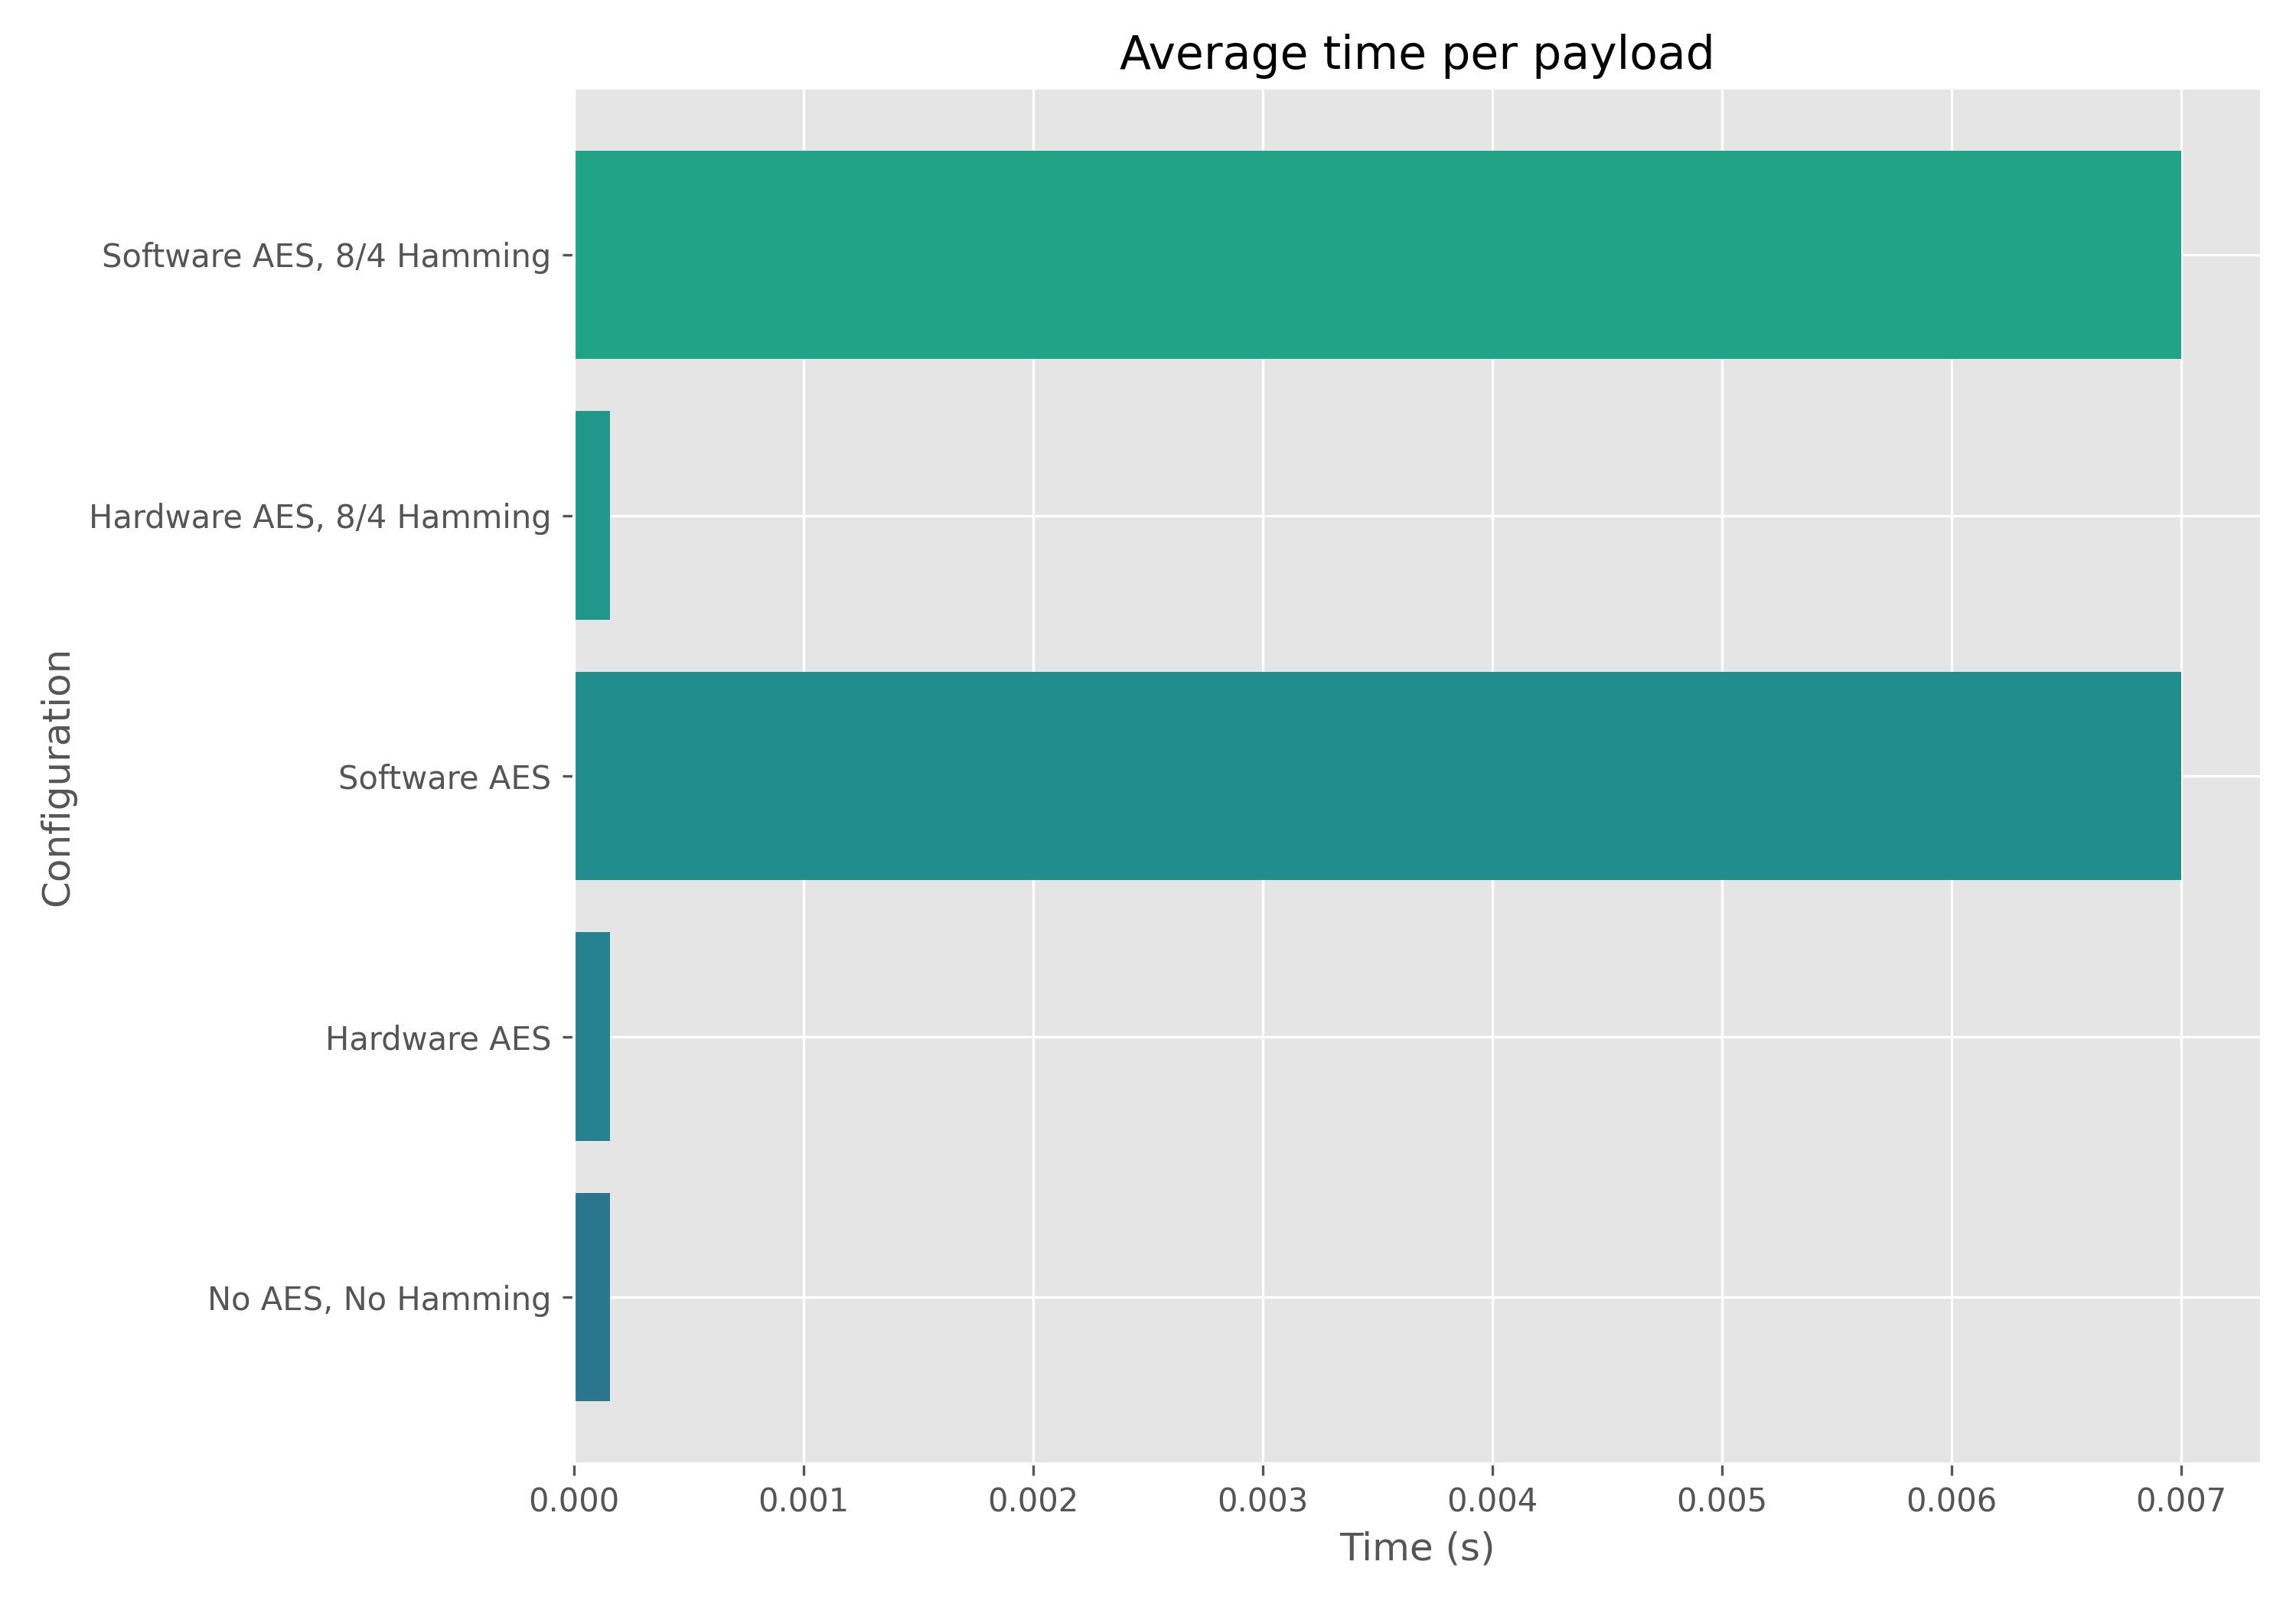 Average time per payload
Software AES, 8/4 Hamming
Hardware AES, 8/4 Hamming
Software AES
Hardware AES
No AES, No Hamming
Configuration
0.000 0.001 0.002 0.003 0.004 0.005 0.006 0.007
Time (s)